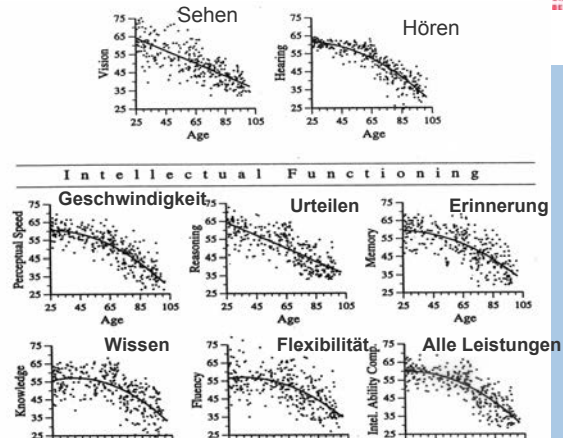 Sehen
Hören
75
65
55
45
35
25
Vision
25 45 65 85 105
Age
75
65
55
45
35
25
Hearing
25 45 65 85 105
Age
Intellectual Functioning
Geschwindigkeit
Urteilen
Erinnerung
75
65
55
45
35
25
Perceptual Speed
25 45 65 85 105
Age
75
65
55
45
35
25
Reasoning
25 45 65 85 105
Age
75
65
55
45
35
25
Memory
25 45 65 85 105
Age
Wissen
Flexibilität
Alle Leistungen
75
65
55
45
35
25
Knowledge
75
65
55
45
35
25
Fluency
75
65
55
45
35
25
Intel. Ability Comp.